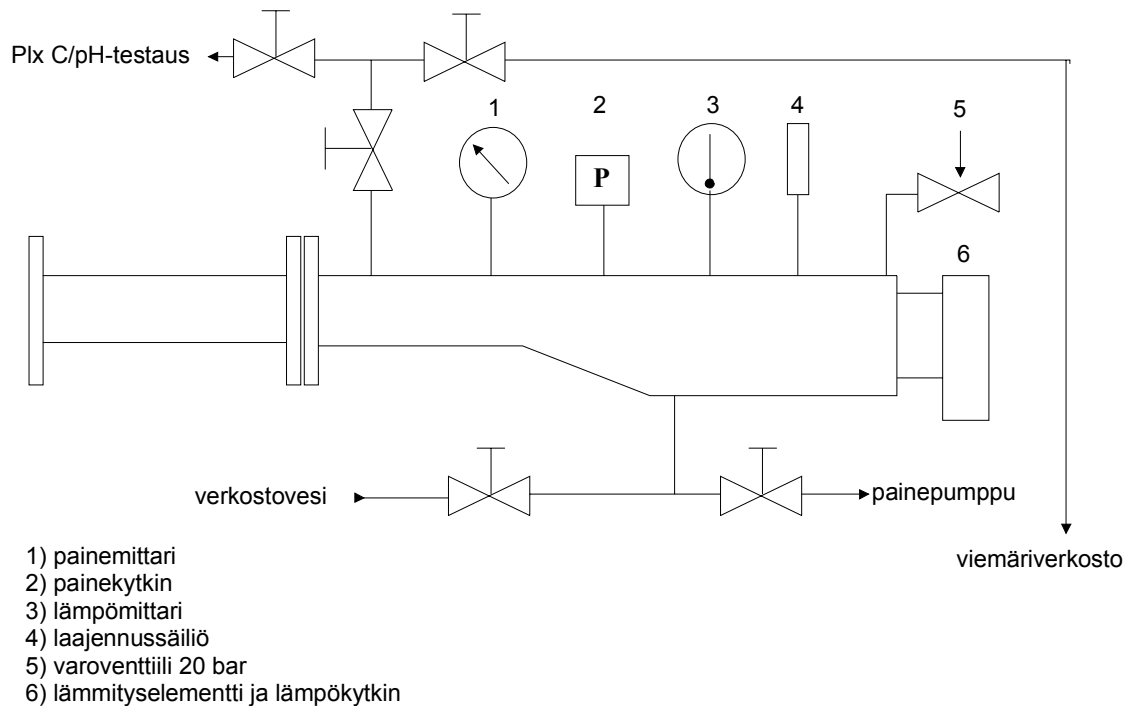 Plx C/pH-testaus
1
2
3
4
5
P
6
verkostovesi
painepumppu
viemäriverkosto
1) painemittari
2) painekytkin
3) lämpömittari
4) laajennussäiliö
5) varoventtiili 20 bar
6) lämmityselementti ja lämpökytkin